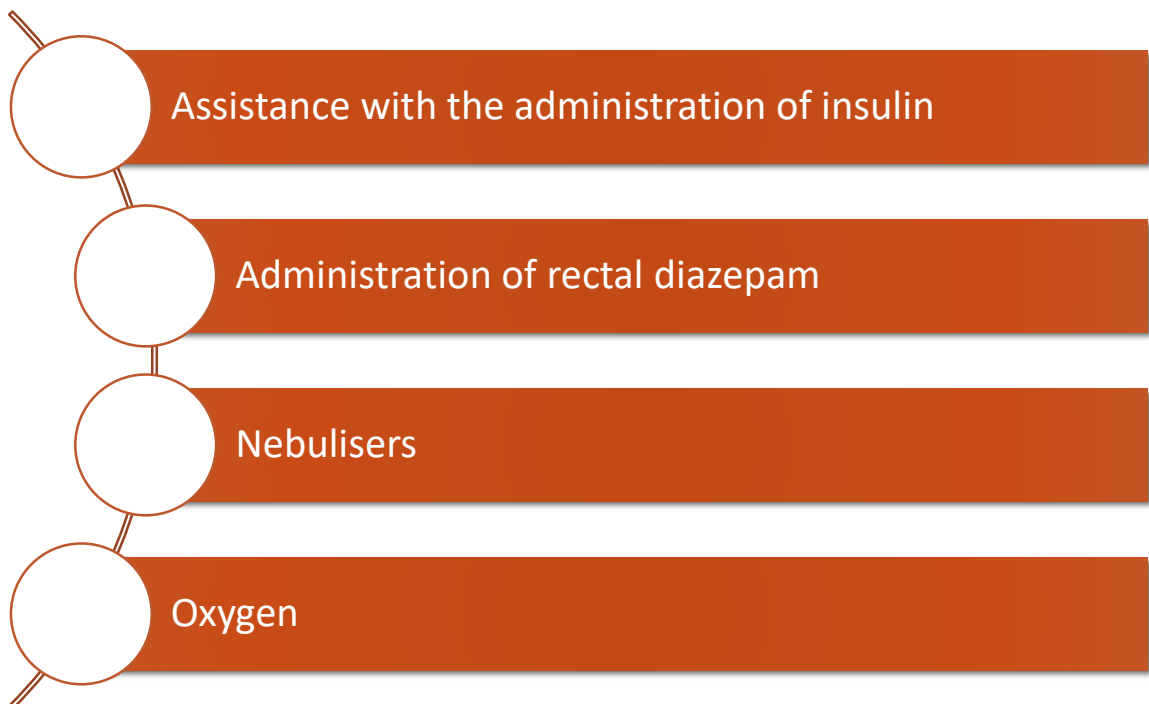 Assistance with the administration of insulin
Administration of rectal diazepam
Nebulisers
Oxygen